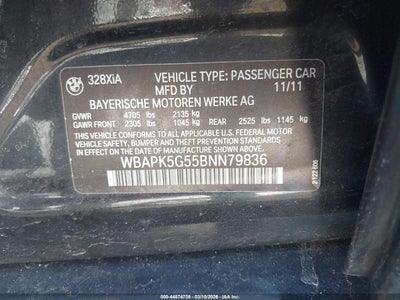 BMW
328XiA VEHICLE TYPE: PASSENGER CAR
MFD BY 11/11
BAYERISCHE MOTOREN WERKE AG
GVWR 4705 lbs 2135 kg
GAWR FRONT 2305 lbs 1045 kg GAWR REAR 2525 lbs 1145 kg
THIS VEHICLE CONFORMS TO ALL APPLICABLE FEDERAL MOTOR
VEHICLE SAFETY, BUMPER AND THEFT PREVENTION STANDARDS
IN EFFECT ON THE DATE OF MANUFACTURE SHOWN ABOVE.
WBAPK5G55BNN79836